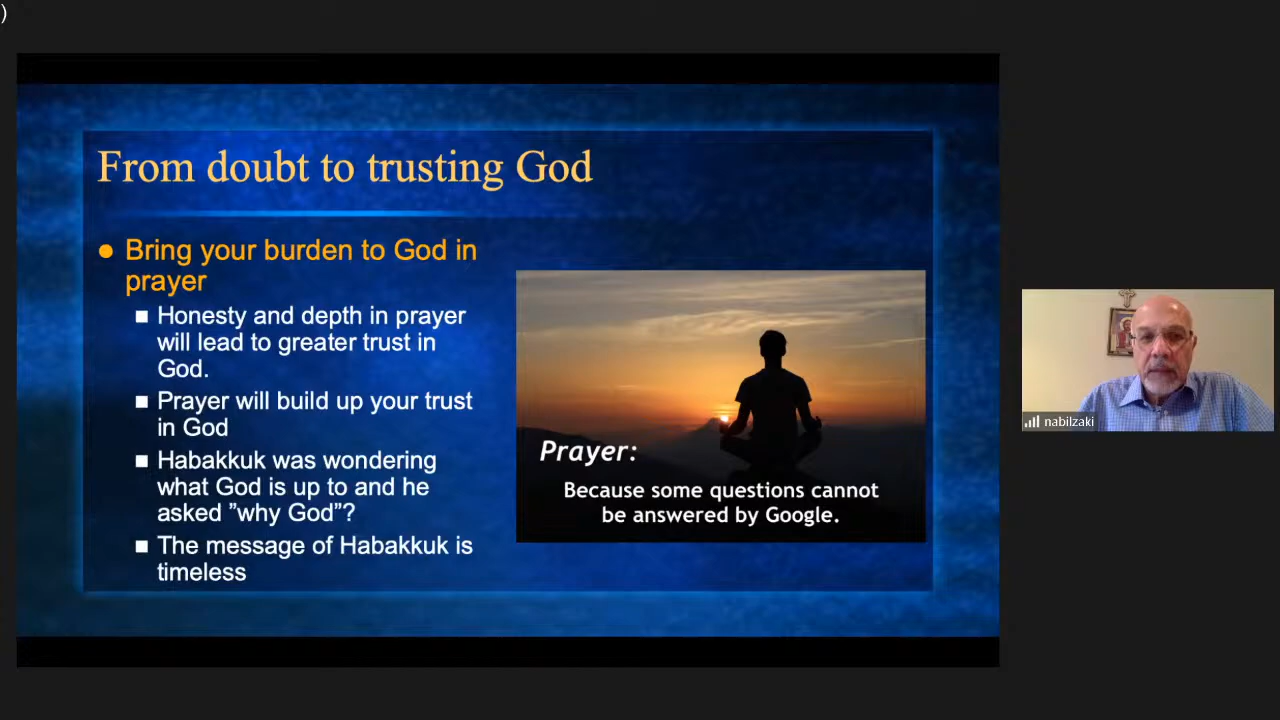 )
From doubt to trusting God
Bring your burden to God in
prayer
Honesty and depth in prayer
will lead to greater trust in
God.
Prayer will build up your trust
in God
Habakkuk was wondering
what God is up to and he
asked ”why God”?
The message of Habakkuk is
timeless
Prayer:
Because some questions cannot
be answered by Google.
nabilzaki